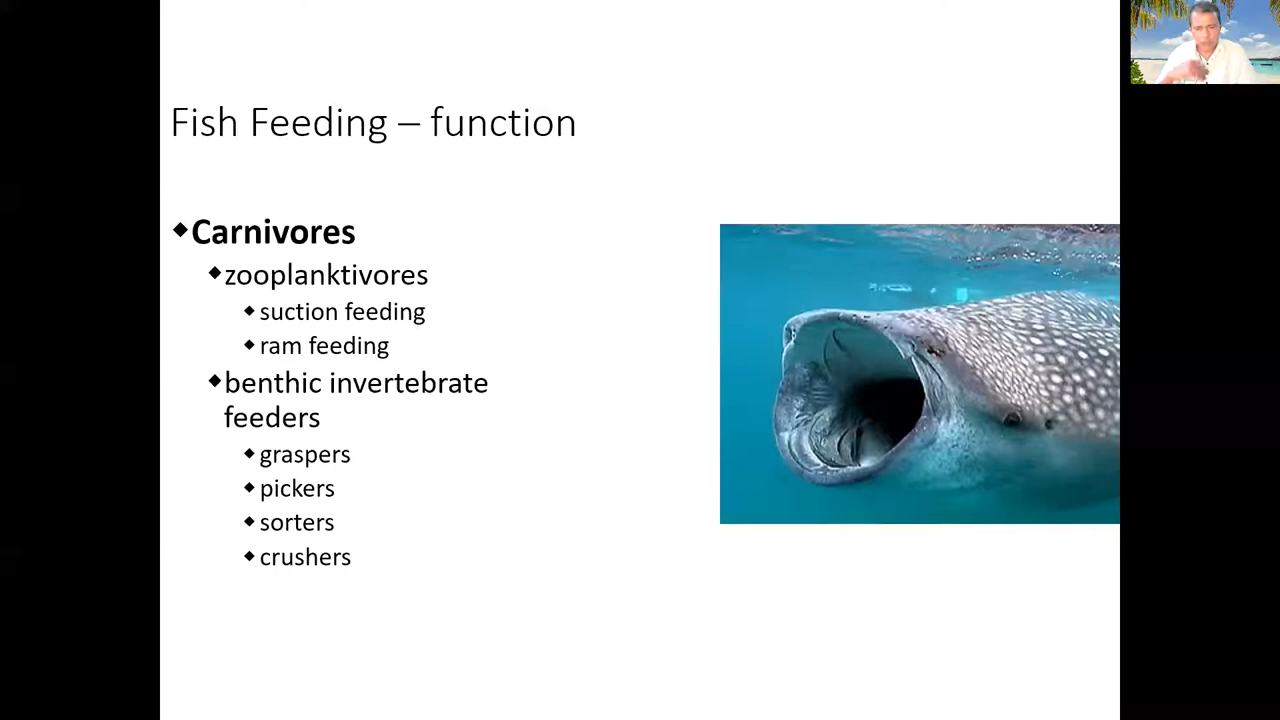 Fish Feeding – function
◆Carnivores
◆zooplanktivores
◆suction feeding
◆ram feeding
◆benthic invertebrate
feeders
◆graspers
◆pickers
◆sorters
◆crushers